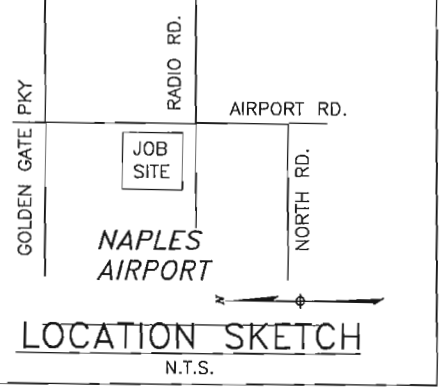 GOLDEN GATE PKY
RADIO RD.
AIRPORT RD.
JOB
SITE
NORTH RD.
NAPLES
AIRPORT
N
LOCATION SKETCH
N.T.S.